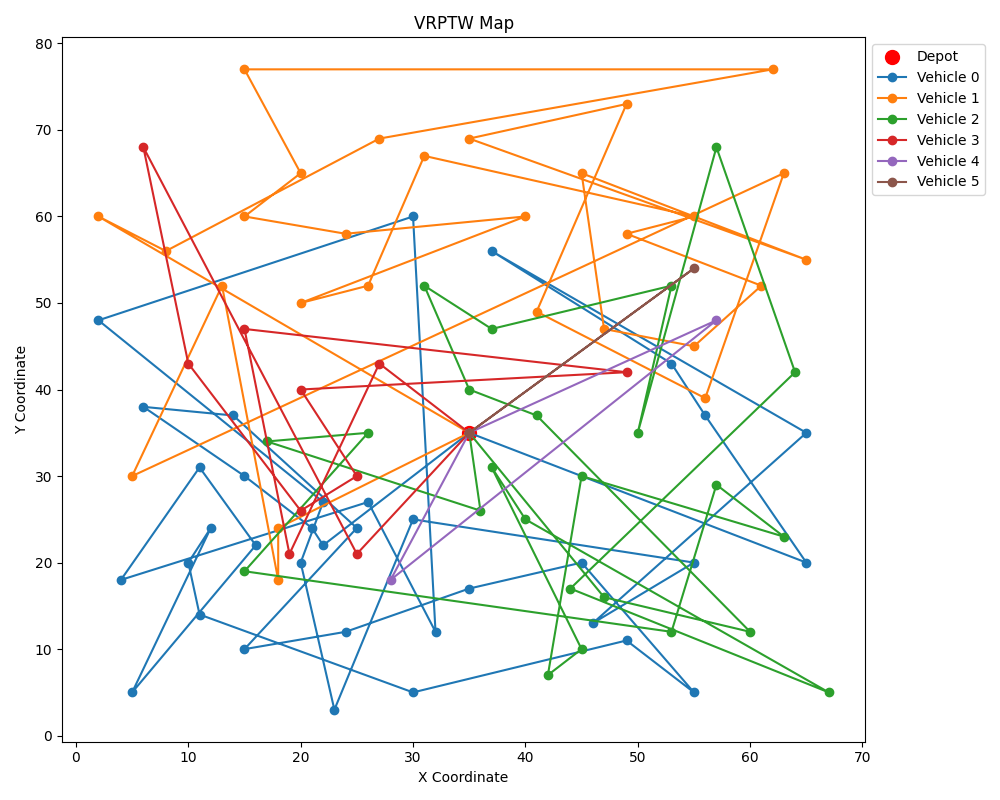 VRPTW Map
Depot
Vehicle 0
Vehicle 1
Vehicle 2
Vehicle 3
Vehicle 4
Vehicle 5
80
70
60
50
40
30
20
10
0
Y Coordinate
0 10 20 30 40 50 60 70
X Coordinate